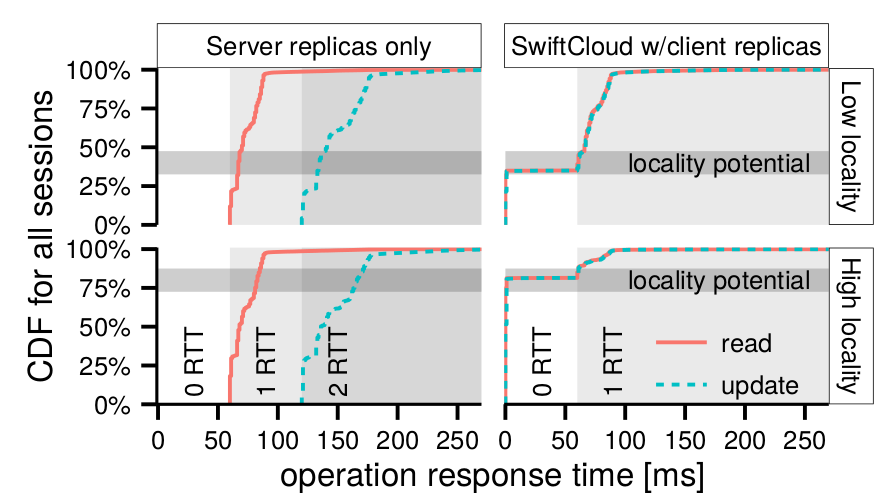 Server replicas only
SwiftCloud w/client replicas
CDF for all sessions
100%
75%
50%
25%
0%
locality potential
Low locality
100%
75%
50%
25%
0%
0 RTT
1 RTT
2 RTT
locality potential
0 RTT
1 RTT
read
update
High locality
0 50 100 150 200 250
0 50 100 150 200 250
operation response time [ms]